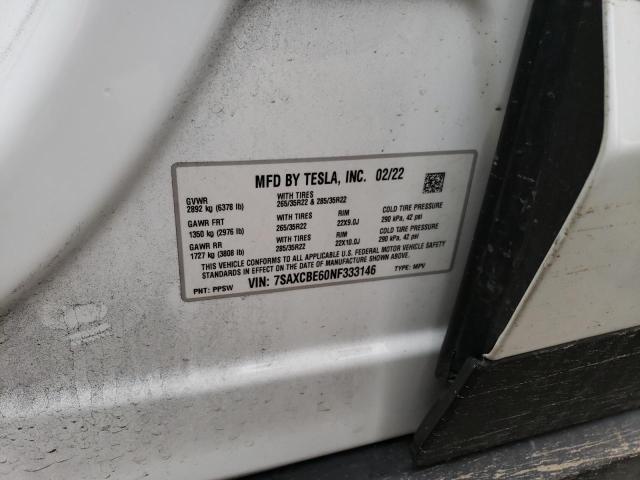 MFD BY TESLA, INC. 02/22
GVWR WITH TIRES
2892 kg (6378 lb) 265/35R22 & 285/35R22
GAWR FRT WITH TIRES RIM COLD TIRE PRESSURE
1350 kg (2976 lb) 265/35R22 22X9.0J 290 kPa, 42 psi
GAWR RR WITH TIRES RIM COLD TIRE PRESSURE
1727 kg (3808 lb) 285/35R22 22X10.0J 290 kPa, 42 psi
THIS VEHICLE CONFORMS TO ALL APPLICABLE U.S. FEDERAL MOTOR VEHICLE SAFETY
STANDARDS IN EFFECT ON THE DATE OF MANUFACTURE SHOWN ABOVE.
PNT: PPSW VIN: 7SAXCBE60NF333146 TYPE: MPV